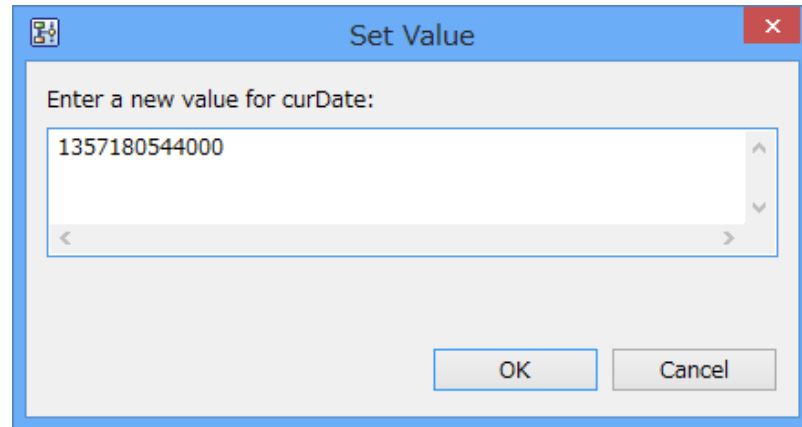 Set Value
Enter a new value for curDate:
1357180544000
OK
Cancel